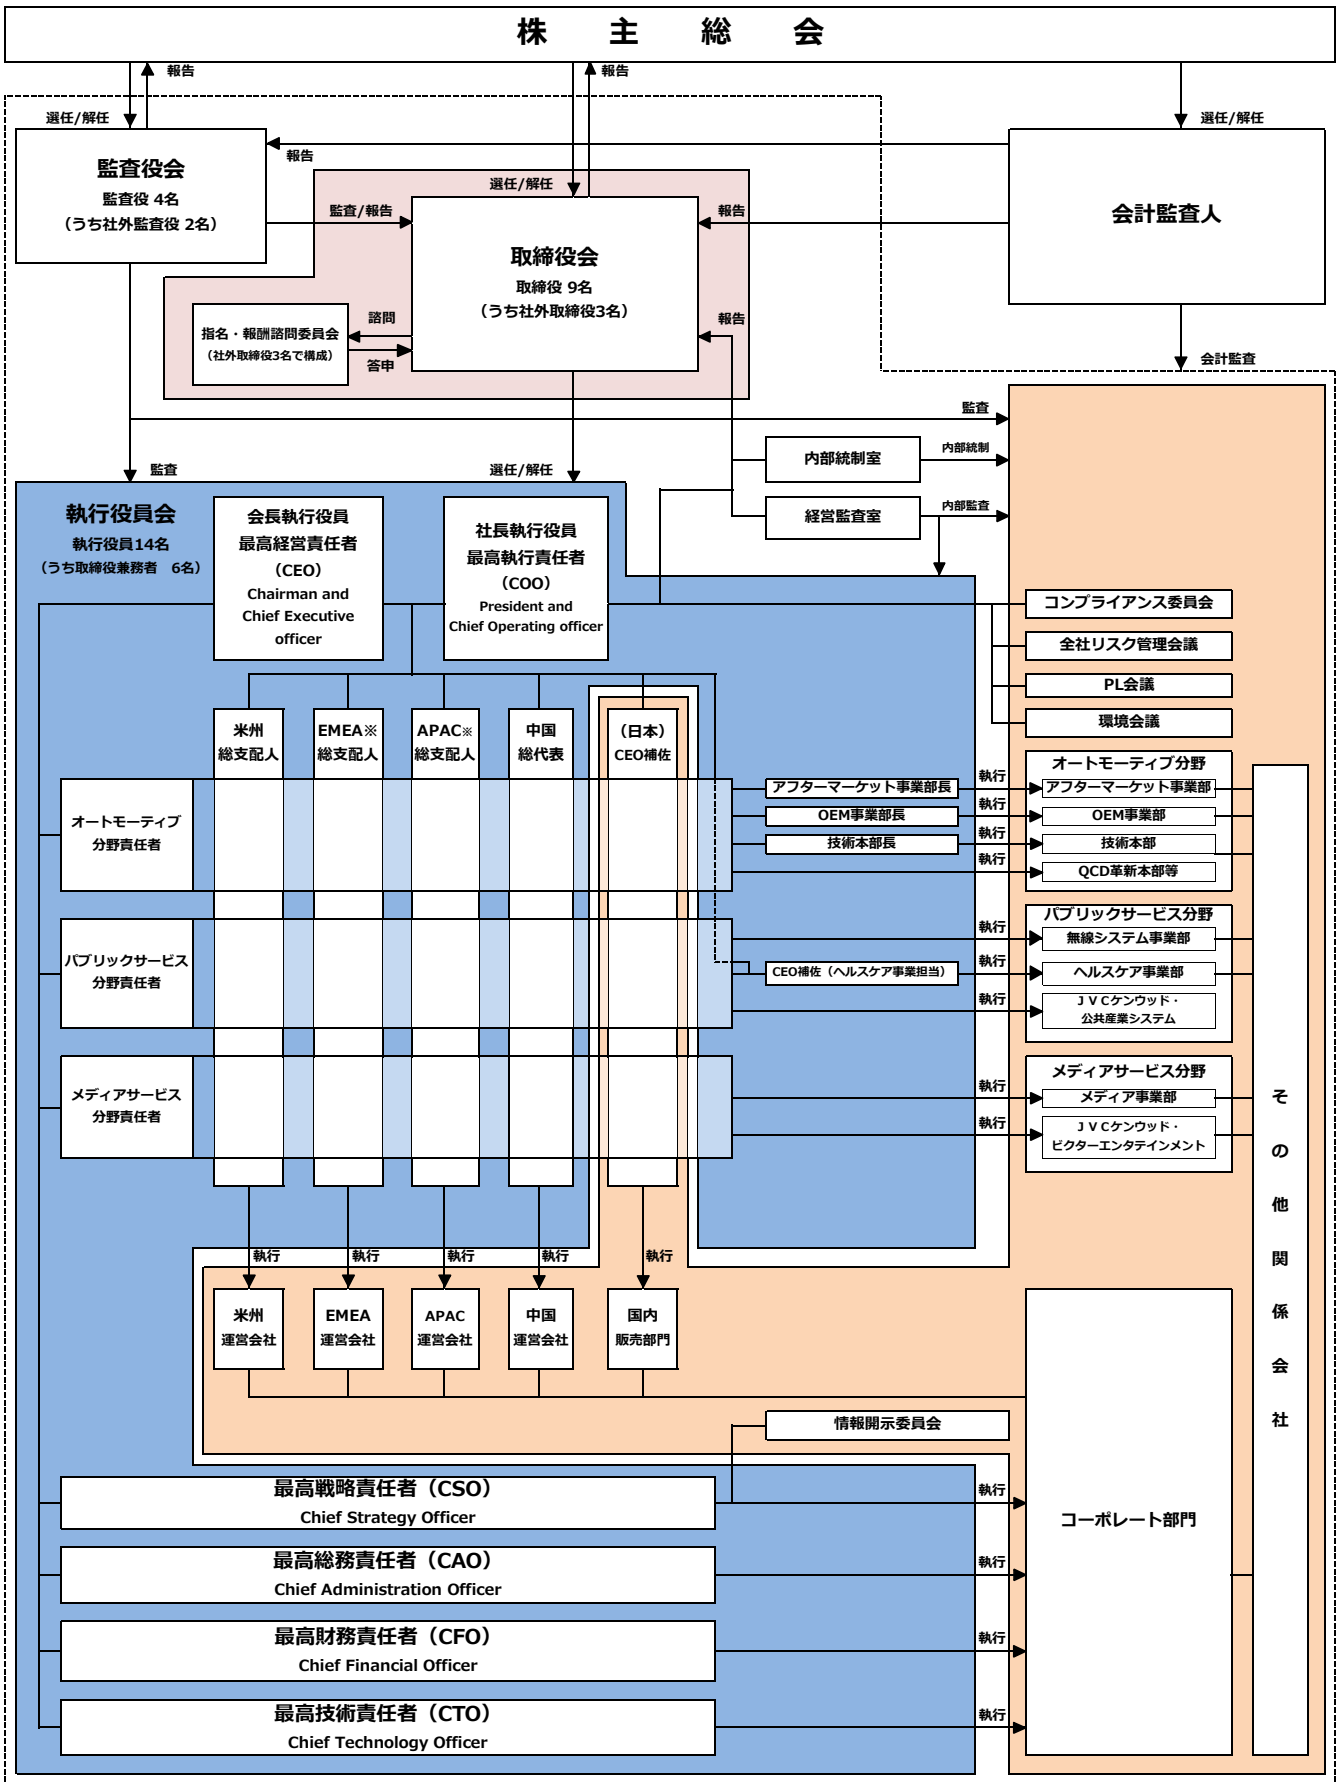 株主総会
報告
報告
選任/解任
選任/解任
監査役会
監査役 4名
（うち社外監査役 2名）
報告
会計監査人
選任/解任
監査/報告
報告
取締役会
取締役 9名
（うち社外取締役3名）
諮問
報告
指名・報酬諮問委員会
（社外取締役3名で構成）
答申
会計監査
監査
内部統制室
内部統制
監査
選任/解任
経営監査室
内部監査
執行役員会
執行役員14名
（うち取締役兼務者　6名）
会長執行役員
最高経営責任者
（CEO）
Chairman and
Chief Executive
officer
社長執行役員
最高執行責任者
（COO）
President and
Chief Operating officer
コンプライアンス委員会
全社リスク管理会議
PL会議
環境会議
米州
総支配人
EMEA※
総支配人
APAC※
総支配人
中国
総代表
（日本）
CEO補佐
オートモーティブ
分野責任者
アフターマーケット事業部長
OEM事業部長
技術本部長
執行
執行
執行
執行
オートモーティブ分野
アフターマーケット事業部
OEM事業部
技術本部
QCD革新本部等
パブリックサービス
分野責任者
CEO補佐（ヘルスケア事業担当）
執行
執行
執行
パブリックサービス分野
無線システム事業部
ヘルスケア事業部
ＪＶＣケンウッド・
公共産業システム
メディアサービス
分野責任者
執行
執行
メディアサービス分野
メディア事業部
ＪＶＣケンウッド・
ビクターエンタテインメント
その他関係会社
執行
執行
執行
執行
執行
米州
運営会社
EMEA
運営会社
APAC
運営会社
中国
運営会社
国内
販売部門
情報開示委員会
最高戦略責任者（CSO）
Chief Strategy Officer
執行
コーポレート部門
最高総務責任者（CAO）
Chief Administration Officer
執行
最高財務責任者（CFO）
Chief Financial Officer
執行
最高技術責任者（CTO）
Chief Technology Officer
執行